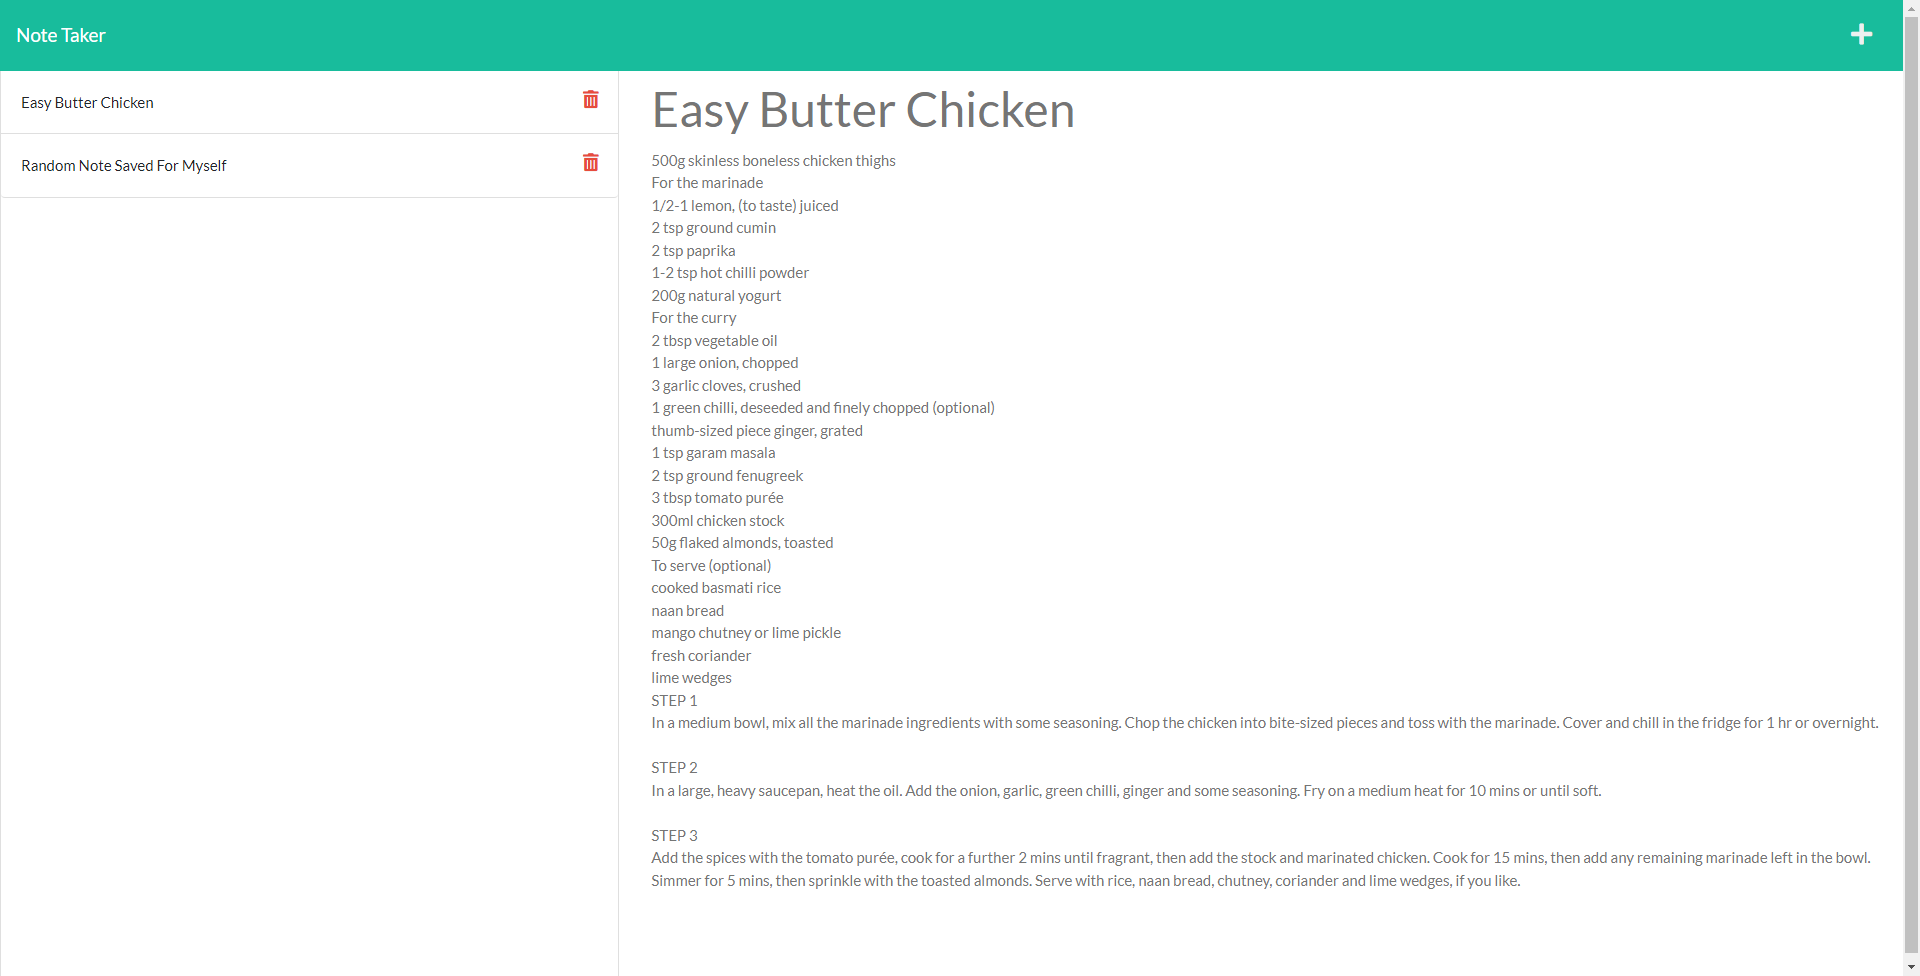 Note Taker
Easy Butter Chicken
Random Note Saved For Myself
Easy Butter Chicken
500g skinless boneless chicken thighs
For the marinade
1/2-1 lemon, (to taste) juiced
2 tsp ground cumin
2 tsp paprika
1-2 tsp hot chilli powder
200g natural yogurt
For the curry
2 tbsp vegetable oil
1 large onion, chopped
3 garlic cloves, crushed
1 green chilli, deseeded and finely chopped (optional)
thumb-sized piece ginger, grated
1 tsp garam masala
2 tsp ground fenugreek
3 tbsp tomato purée
300ml chicken stock
50g flaked almonds, toasted
To serve (optional)
cooked basmati rice
naan bread
mango chutney or lime pickle
fresh coriander
lime wedges
STEP 1
In a medium bowl, mix all the marinade ingredients with some seasoning. Chop the chicken into bite-sized pieces and toss with the marinade. Cover and chill in the fridge for 1 hr or overnight.
STEP 2
In a large, heavy saucepan, heat the oil. Add the onion, garlic, green chilli, ginger and some seasoning. Fry on a medium heat for 10 mins or until soft.
STEP 3
Add the spices with the tomato purée, cook for a further 2 mins until fragrant, then add the stock and marinated chicken. Cook for 15 mins, then add any remaining marinade left in the bowl.
Simmer for 5 mins, then sprinkle with the toasted almonds. Serve with rice, naan bread, chutney, coriander and lime wedges, if you like.